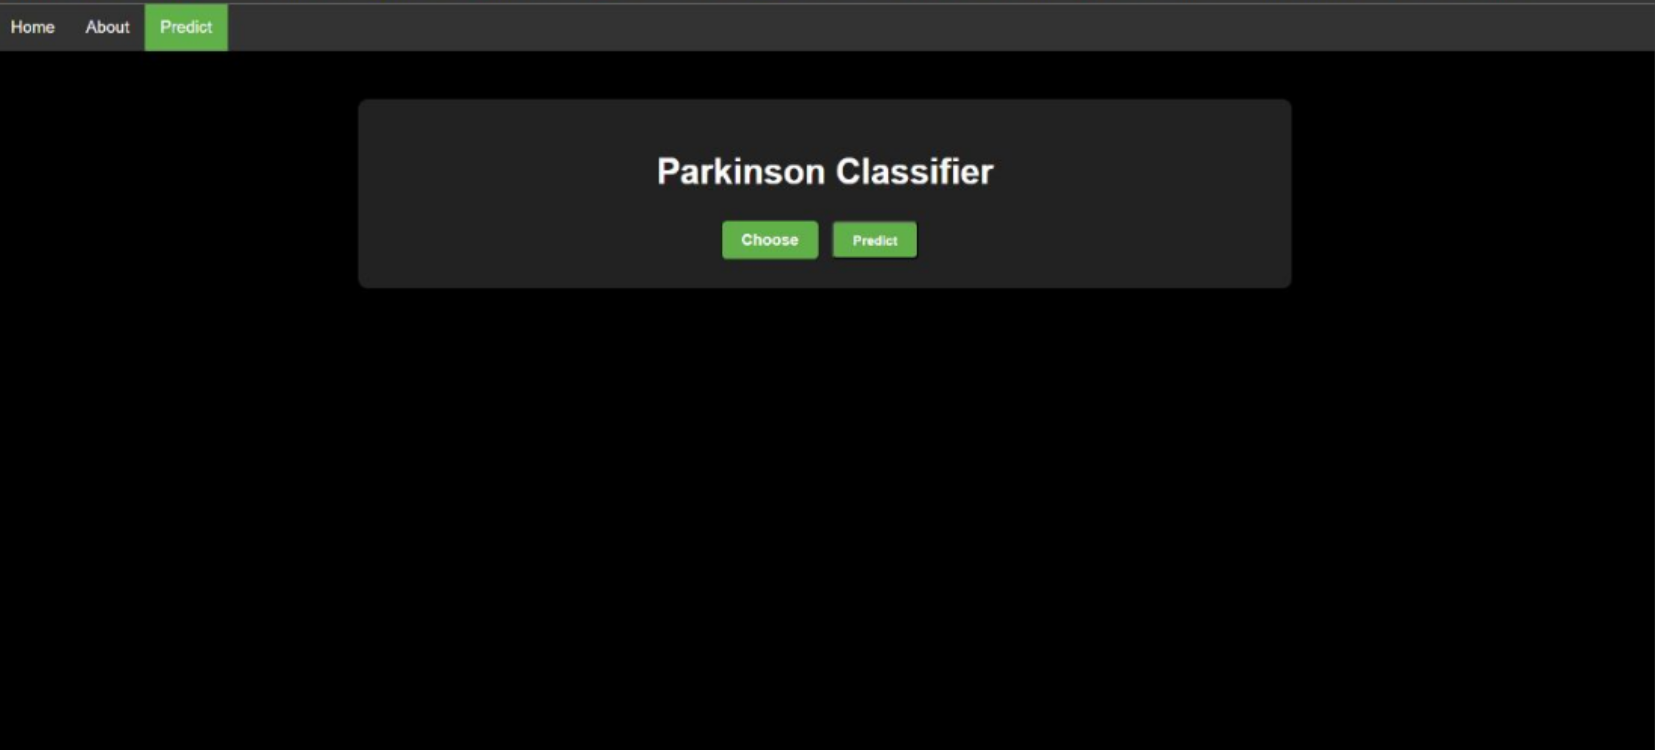 Home About Predict
Parkinson Classifier
Choose Predict